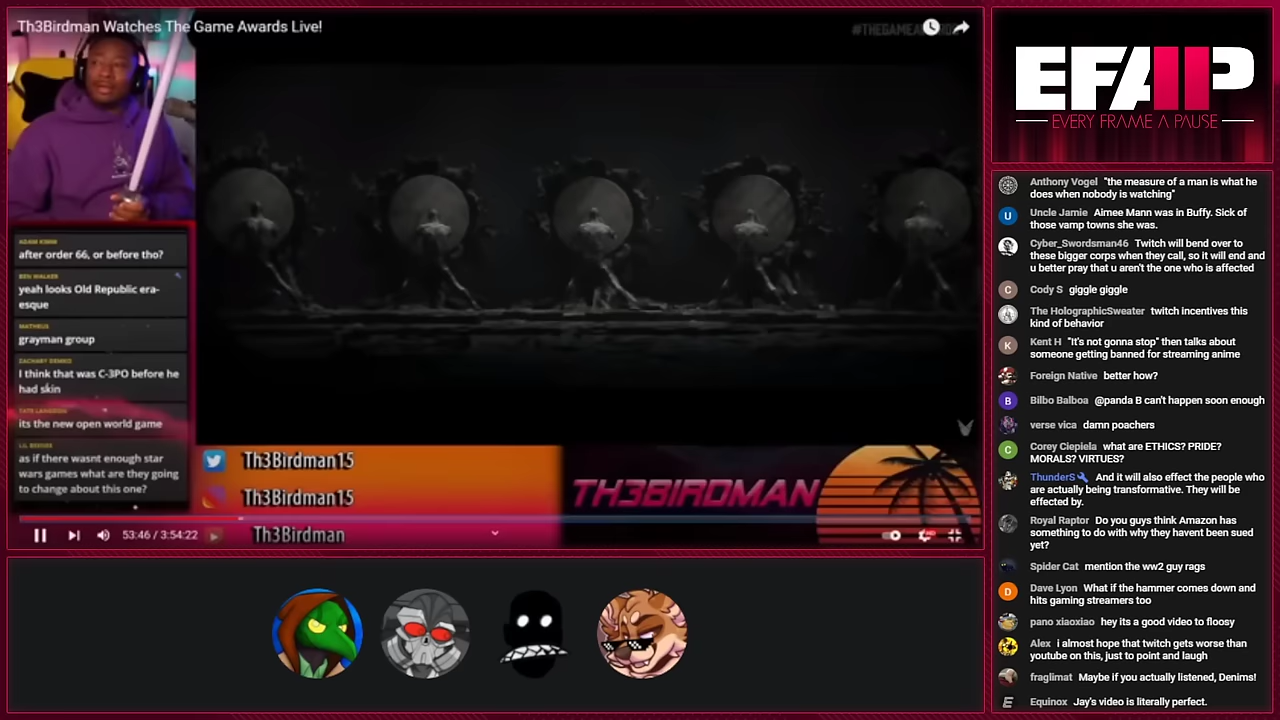 Th3Birdman Watches The Game Awards Live!
after order 66, or before tho?
BEN WALKER
yeah looks Old Republic era-
esque
MATHEUS
grayman group
I think that was C-3PO before he
had skin
its the new open world game
as if there wasnt enough star
wars games what are they going
to change about this one?
Th3Birdman15
Th3Birdman15
Th3Birdman
TH3BIRDMAN
53:46 / 3:54:22
EFAP
EVERY FRAME A PAUSE
Anthony Vogel "the measure of a man is what he
does when nobody is watching"
U
Uncle Jamie Aimee Mann was in Buffy. Sick of
those vamp towns she was.
Cyber_Swordsman46 Twitch will bend over to
these bigger corps when they call, so it will end and
u better pray that u aren't the one who is affected
C
Cody S giggle giggle
The HolographicSweater twitch incentives this
kind of behavior
K
Kent H "It's not gonna stop" then talks about
someone getting banned for streaming anime
Foreign Native better how?
B
Bilbo Balboa @panda B can't happen soon enough
verse vica damn poachers
C
Corey Ciepiela what are ETHICS? PRIDE?
MORALS? VIRTUES?
ThunderS And it will also effect the people who
are actually being transformative. They will be
effected by.
Royal Raptor Do you guys think Amazon has
something to do with why they havent been sued
yet?
Spider Cat mention the ww2 guy rags
D
Dave Lyon What if the hammer comes down and
hits gaming streamers too
pano xiaoxiao hey its a good video to floosy
Alex i almost hope that twitch gets worse than
youtube on this, just to point and laugh
fraglimat Maybe if you actually listened, Denims!
E
Equinox Jay's video is literally perfect.